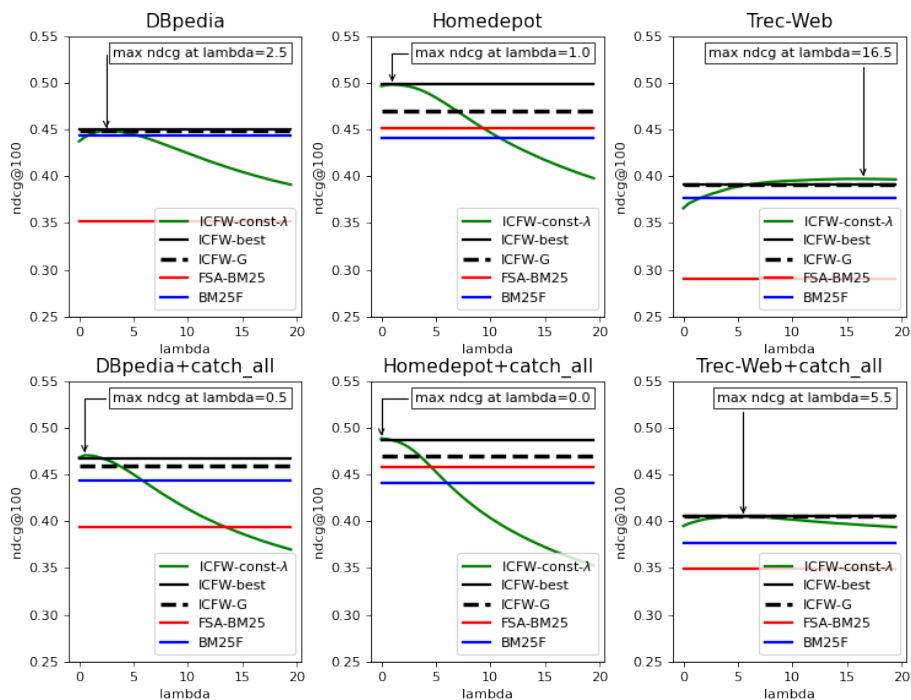 DBpedia
max ndcg at lambda=2.5
ndcg@100
0.55
0.50
0.45
0.40
0.35
0.30
0.25
ICFW-const-λ
ICFW-best
ICFW-G
FSA-BM25
BM25F
0 5 10 15 20
lambda
Homedepot
max ndcg at lambda=1.0
ndcg@100
0.55
0.50
0.45
0.40
0.35
0.30
0.25
ICFW-const-λ
ICFW-best
ICFW-G
FSA-BM25
BM25F
0 5 10 15 20
lambda
Trec-Web
max ndcg at lambda=16.5
ndcg@100
0.55
0.50
0.45
0.40
0.35
0.30
0.25
ICFW-const-λ
ICFW-best
ICFW-G
FSA-BM25
BM25F
0 5 10 15 20
lambda
DBpedia+catch_all
max ndcg at lambda=0.5
ndcg@100
0.55
0.50
0.45
0.40
0.35
0.30
0.25
ICFW-const-λ
ICFW-best
ICFW-G
FSA-BM25
BM25F
0 5 10 15 20
lambda
Homedepot+catch_all
max ndcg at lambda=0.0
ndcg@100
0.55
0.50
0.45
0.40
0.35
0.30
0.25
ICFW-const-λ
ICFW-best
ICFW-G
FSA-BM25
BM25F
0 5 10 15 20
lambda
Trec-Web+catch_all
max ndcg at lambda=5.5
ndcg@100
0.55
0.50
0.45
0.40
0.35
0.30
0.25
ICFW-const-λ
ICFW-best
ICFW-G
FSA-BM25
BM25F
0 5 10 15 20
lambda